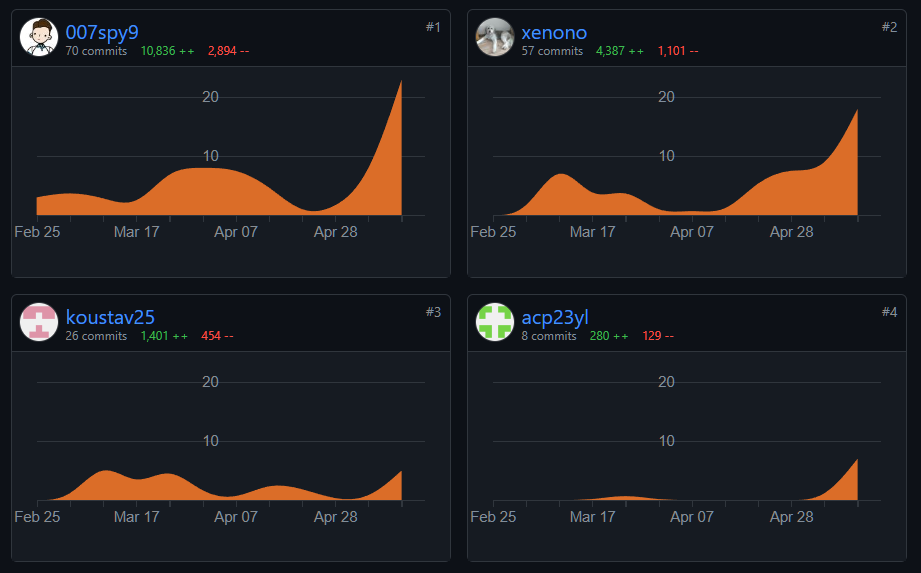 007spy9 #1
70 commits 10,836 ++ 2,894 --
20
10
Feb 25 Mar 17 Apr 07 Apr 28
xenono #2
57 commits 4,387 ++ 1,101 --
20
10
Feb 25 Mar 17 Apr 07 Apr 28
koustav25 #3
26 commits 1,401 ++ 454 --
20
10
Feb 25 Mar 17 Apr 07 Apr 28
acp23yl #4
8 commits 280 ++ 129 --
20
10
Feb 25 Mar 17 Apr 07 Apr 28